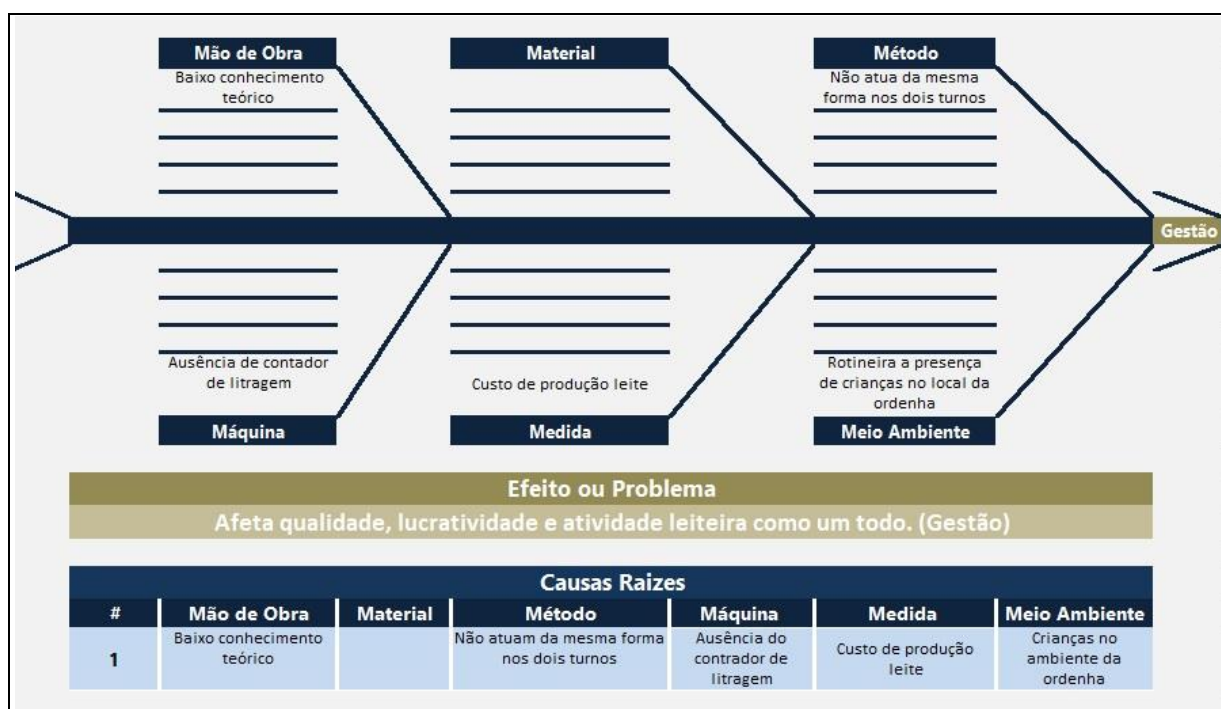 Mão de Obra
Material
Método
Baixo conhecimento
teórico
Não atua da mesma
forma nos dois turnos
Gestão
Ausência de contador
de litragem
Custo de produção leite
Rotineira a presença
de crianças no local da
ordenha
Máquina
Medida
Meio Ambiente
Efeito ou Problema
Afeta qualidade, lucratividade e atividade leiteira como um todo. (Gestão)
Causas Raizes
# Mão de Obra Material Método Máquina Medida Meio Ambiente
1
Baixo conhecimento
teórico
Não atuam da mesma forma
nos dois turnos
Ausência do
contrador de
litragem
Custo de produção
leite
Crianças no
ambiente da
ordenha